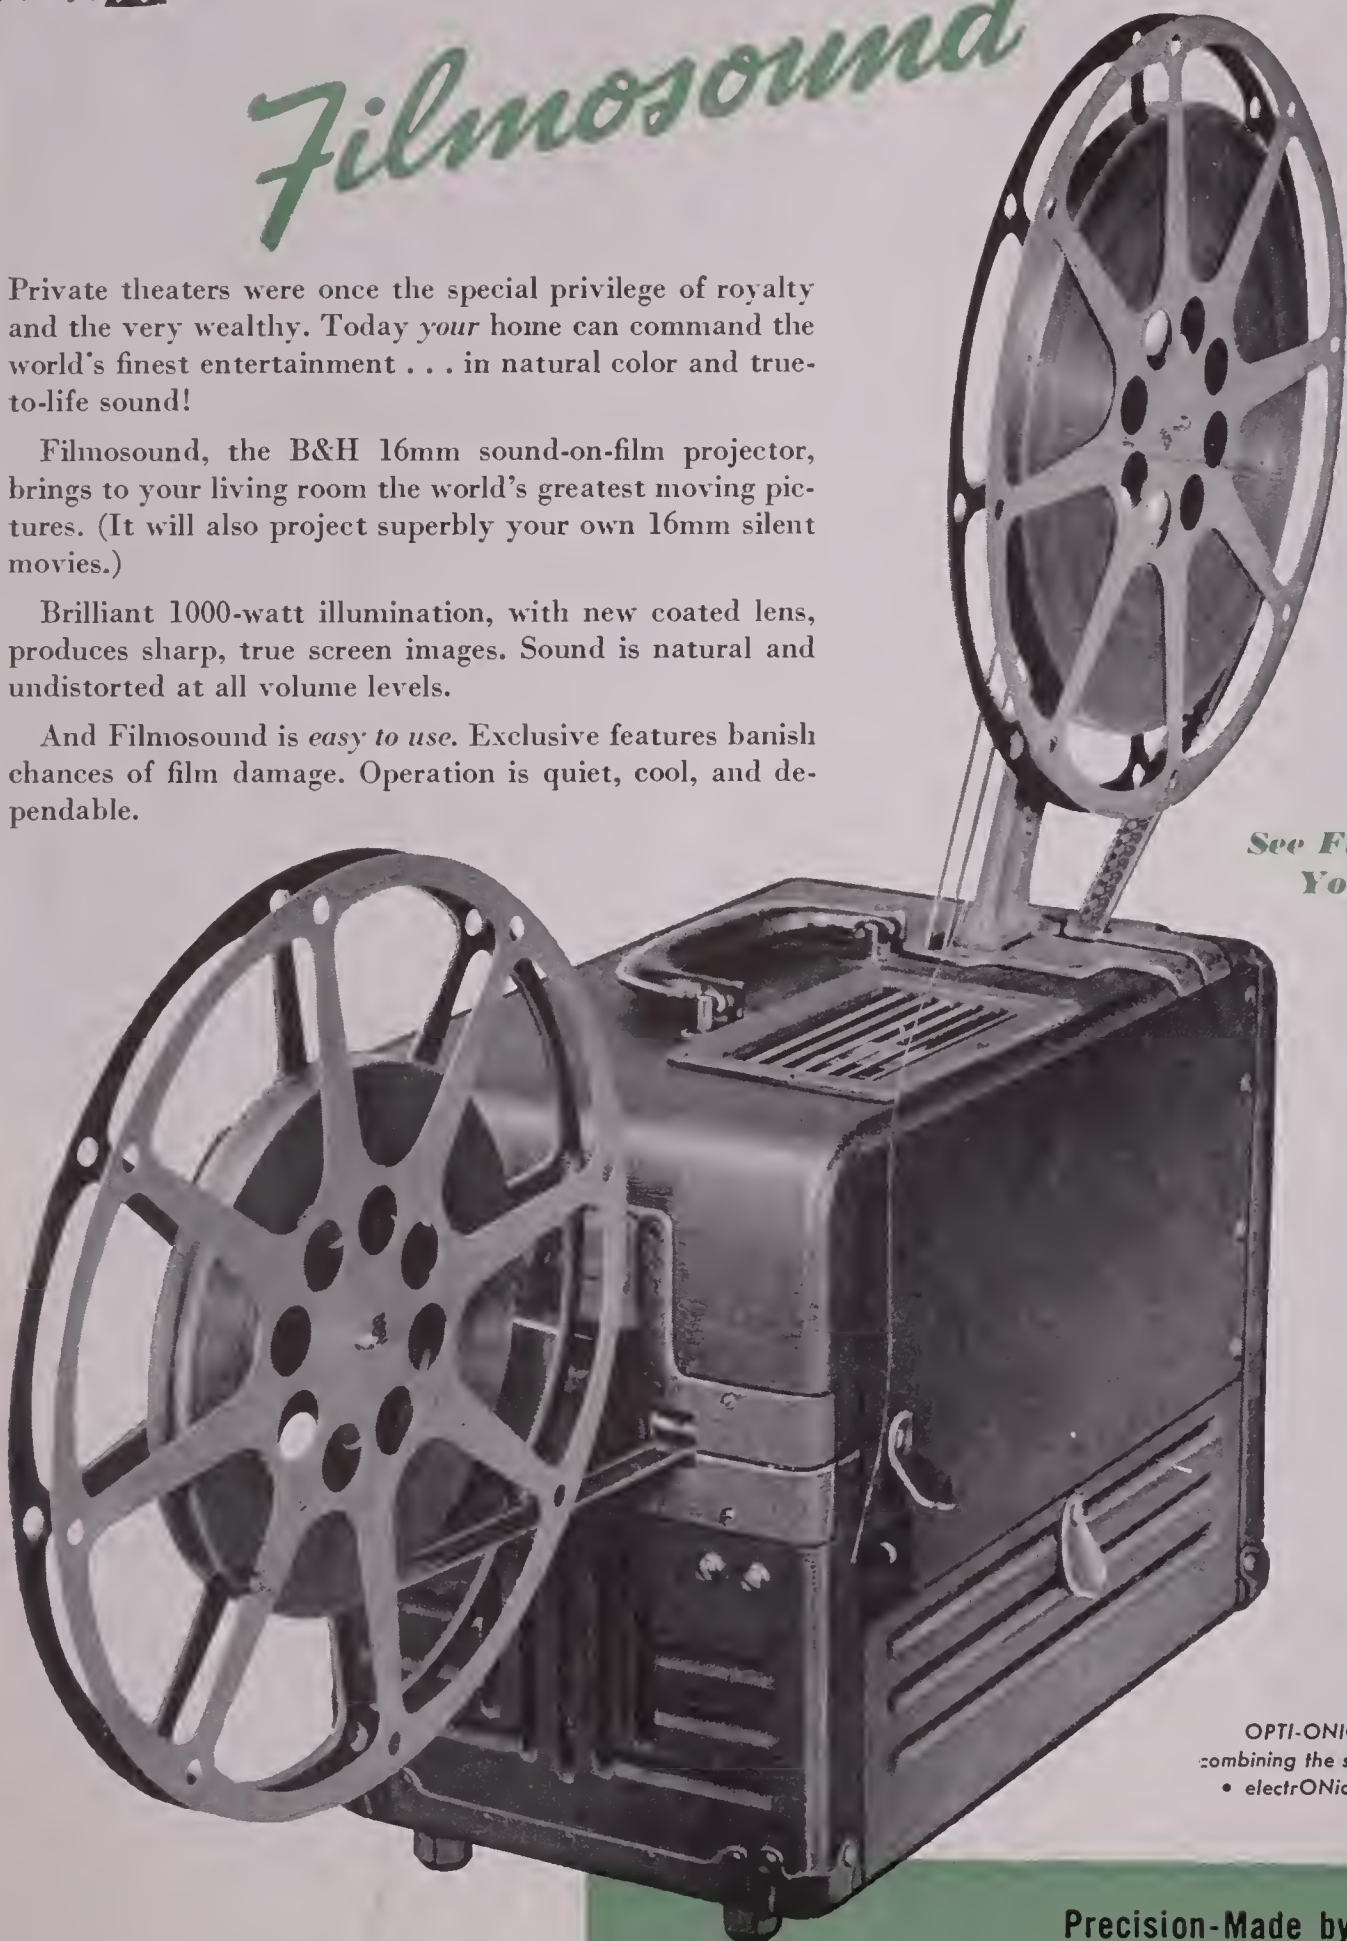 Filmosound
Private theaters were once the special privilege of royalty
and the very wealthy. Today your home can command the
world's finest entertainment . . . in natural color and true-
to-life sound!
Filmosound, the B&H 16mm sound-on-film projector,
brings to your living room the world's greatest moving pic-
tures. (It will also project superbly your own 16mm silent
movies.)
Brilliant 1000-watt illumination, with new coated lens,
produces sharp, true screen images. Sound is natural and
undistorted at all volume levels.
And Filmosound is easy to use. Exclusive features banish
chances of film damage. Operation is quiet, cool, and de-
pendable.
See F
Yo
OPTI-ONI
combining the s
• electrONic
Precision-Made by